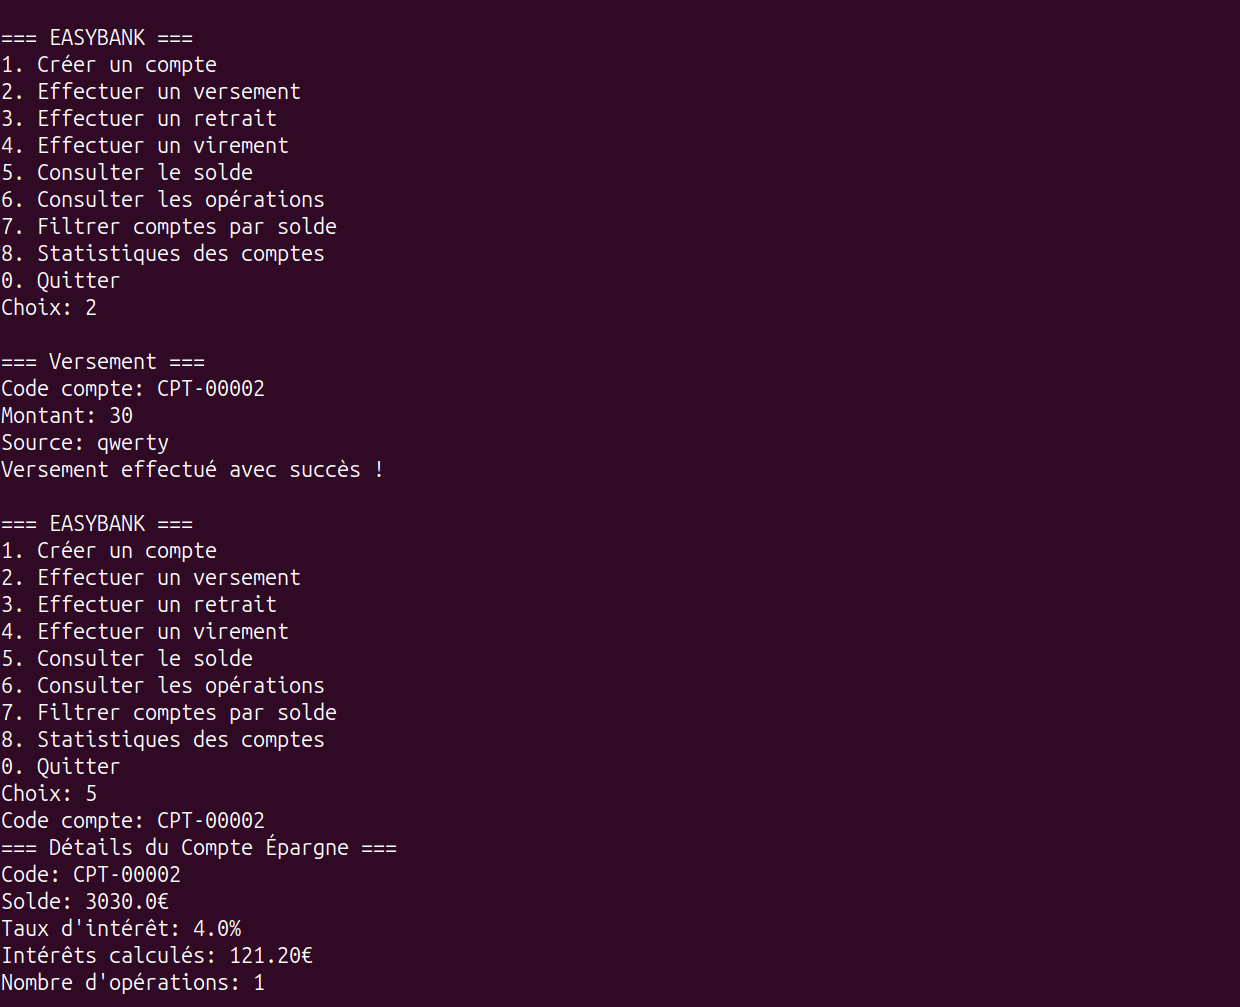 === EASYBANK ===
1. Créer un compte
2. Effectuer un versement
3. Effectuer un retrait
4. Effectuer un virement
5. Consulter le solde
6. Consulter les opérations
7. Filtrer comptes par solde
8. Statistiques des comptes
0. Quitter
Choix: 2

=== Versement ===
Code compte: CPT-00002
Montant: 30
Source: qwerty
Versement effectué avec succès !

=== EASYBANK ===
1. Créer un compte
2. Effectuer un versement
3. Effectuer un retrait
4. Effectuer un virement
5. Consulter le solde
6. Consulter les opérations
7. Filtrer comptes par solde
8. Statistiques des comptes
0. Quitter
Choix: 5
Code compte: CPT-00002
=== Détails du Compte Épargne ===
Code: CPT-00002
Solde: 3030.0€
Taux d'intérêt: 4.0%
Intérêts calculés: 121.20€
Nombre d'opérations: 1